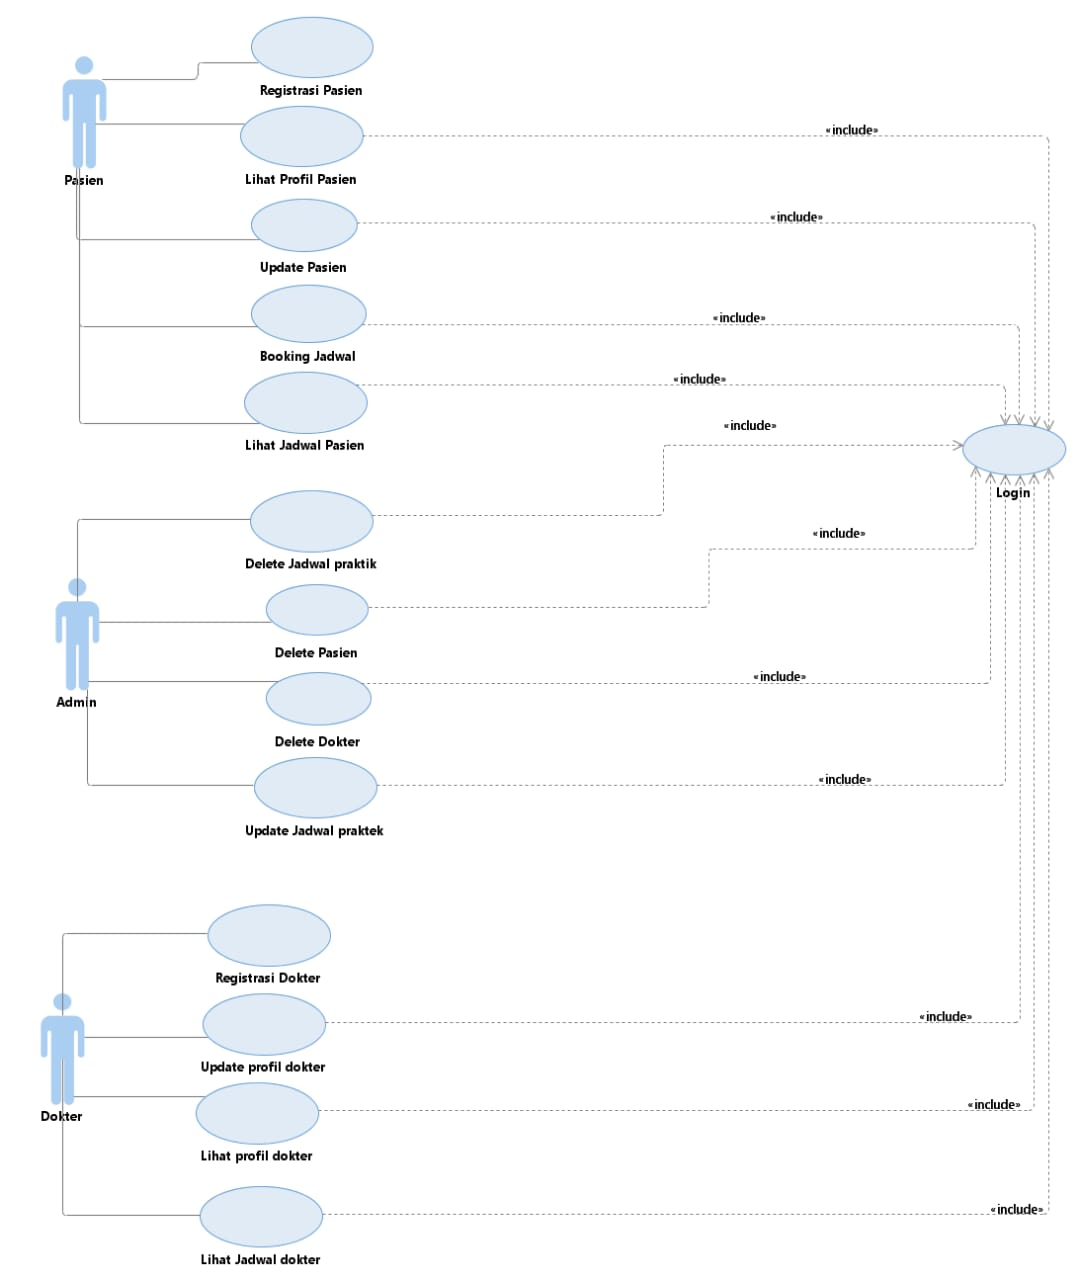 Registrasi Pasien
«include»
Pasien
Lihat Profil Pasien
«include»
Update Pasien
«include»
Booking Jadwal
«include»
Lihat Jadwal Pasien
«include»
Login
«include»
Delete Jadwal praktik
Delete Pasien
«include»
Admin
Delete Dokter
«include»
Update Jadwal praktek
Registrasi Dokter
«include»
Update profil dokter
«include»
Dokter
Lihat profil dokter
«include»
Lihat Jadwal dokter